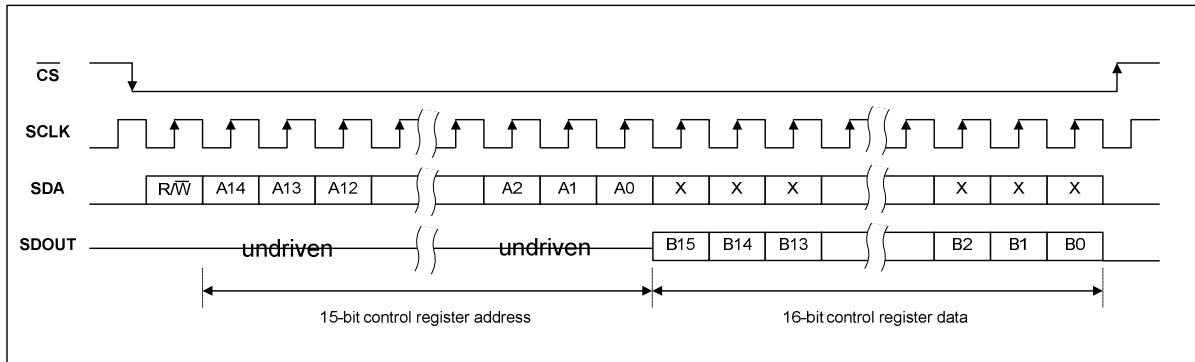 C̅S̅
SCLK
SDA R/W̅ A14 A13 A12 A2 A1 A0 X X X X X X
SDOUT undriven undriven B15 B14 B13 B2 B1 B0
15-bit control register address 16-bit control register data